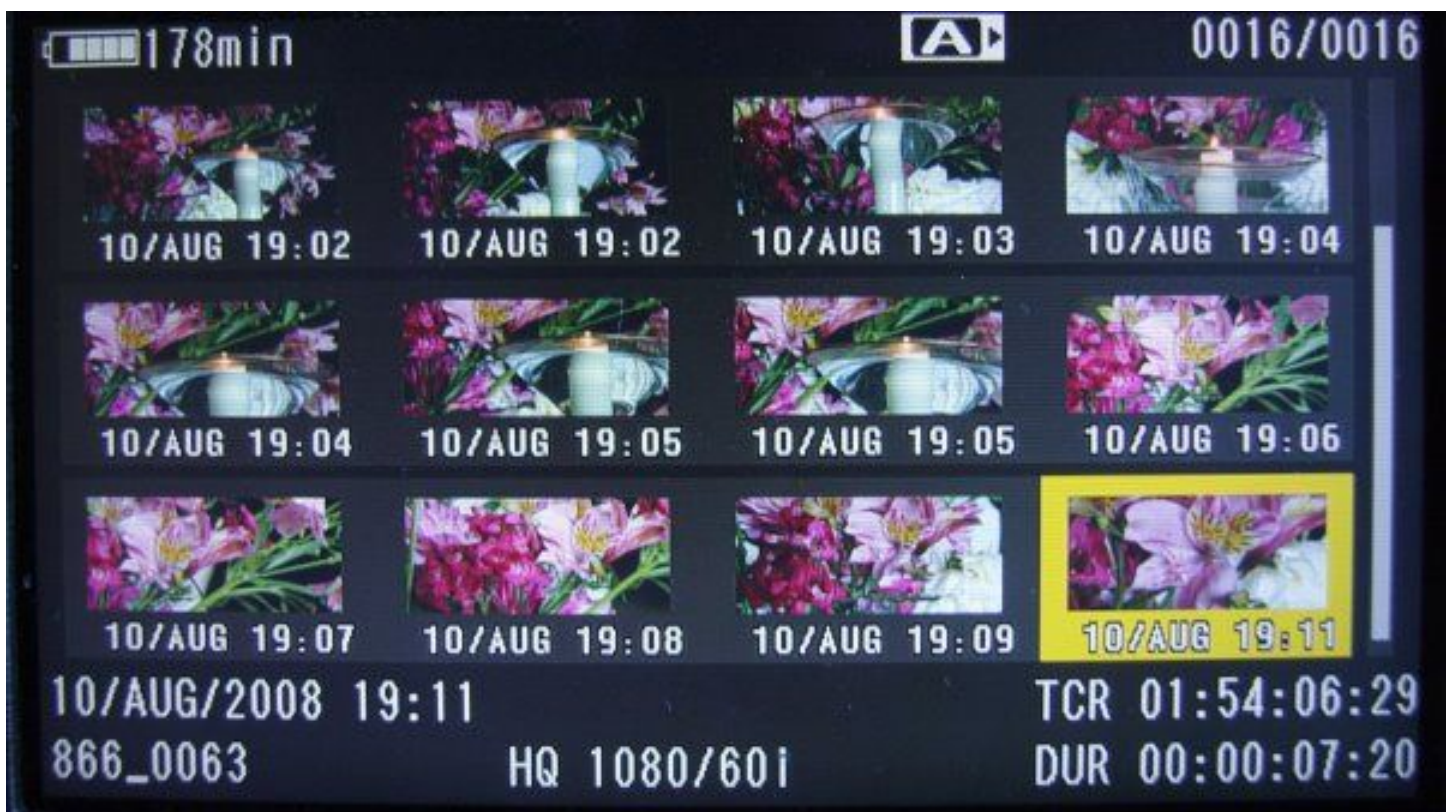 178min A 0016/0016
10/AUG 19:02 10/AUG 19:02 10/AUG 19:03 10/AUG 19:04
10/AUG 19:04 10/AUG 19:05 10/AUG 19:05 10/AUG 19:06
10/AUG 19:07 10/AUG 19:08 10/AUG 19:09 10/AUG 19:11
10/AUG/2008 19:11 TCR 01:54:06:29
866_0063 HQ 1080/60i DUR 00:00:07:20